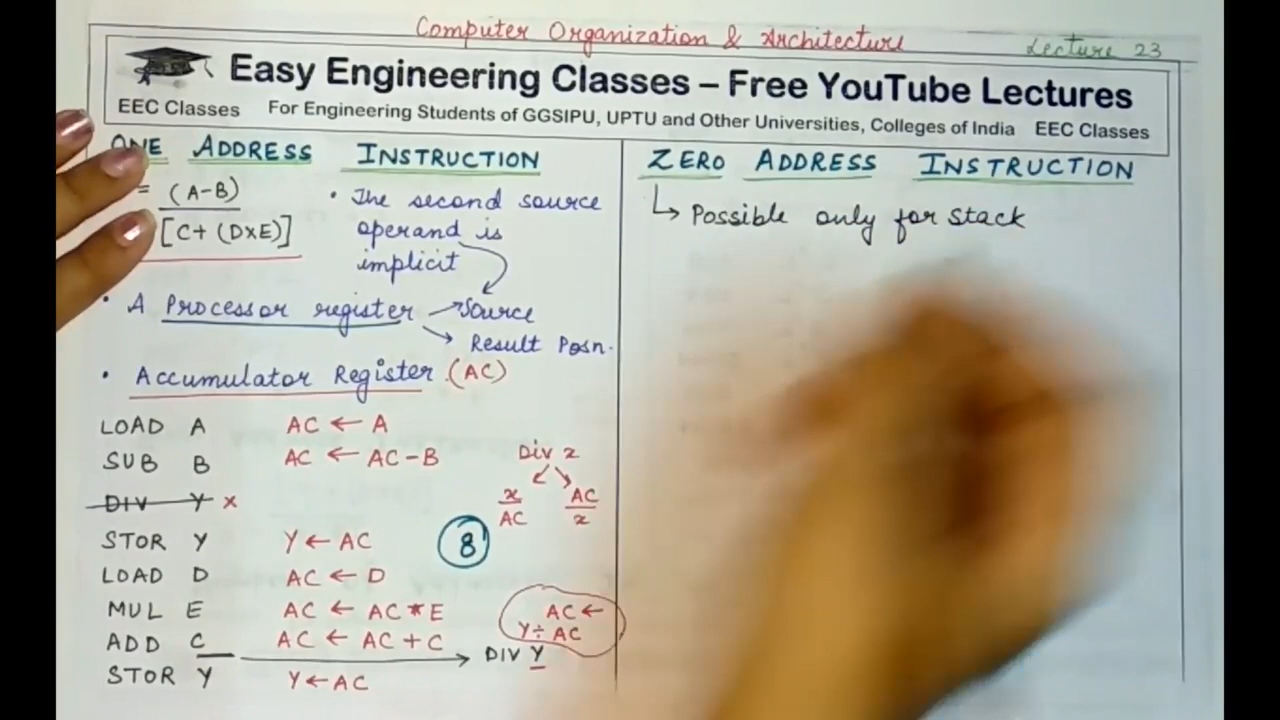 Computer Organization & Architecture
Lecture 23
Easy Engineering Classes – Free YouTube Lectures
EEC Classes For Engineering Students of GGSIPU, UPTU and Other Universities, Colleges of India EEC Classes
ONE ADDRESS INSTRUCTION
= (A-B)
[C+ (D×E)]
• The second source
operand is
implicit
• A Processor register → Source
→ Result Posn.
• Accumulator Register (AC)
LOAD A AC ← A
SUB B AC ← AC - B
DIV Y ×
STOR Y Y ← AC
LOAD D AC ← D
MUL E AC ← AC * E
ADD C AC ← AC + C
STOR Y Y ← AC
Div x
x AC
AC x
8
AC ←
Y ÷ AC
DIV Y
ZERO ADDRESS INSTRUCTION
↳ Possible only for stack